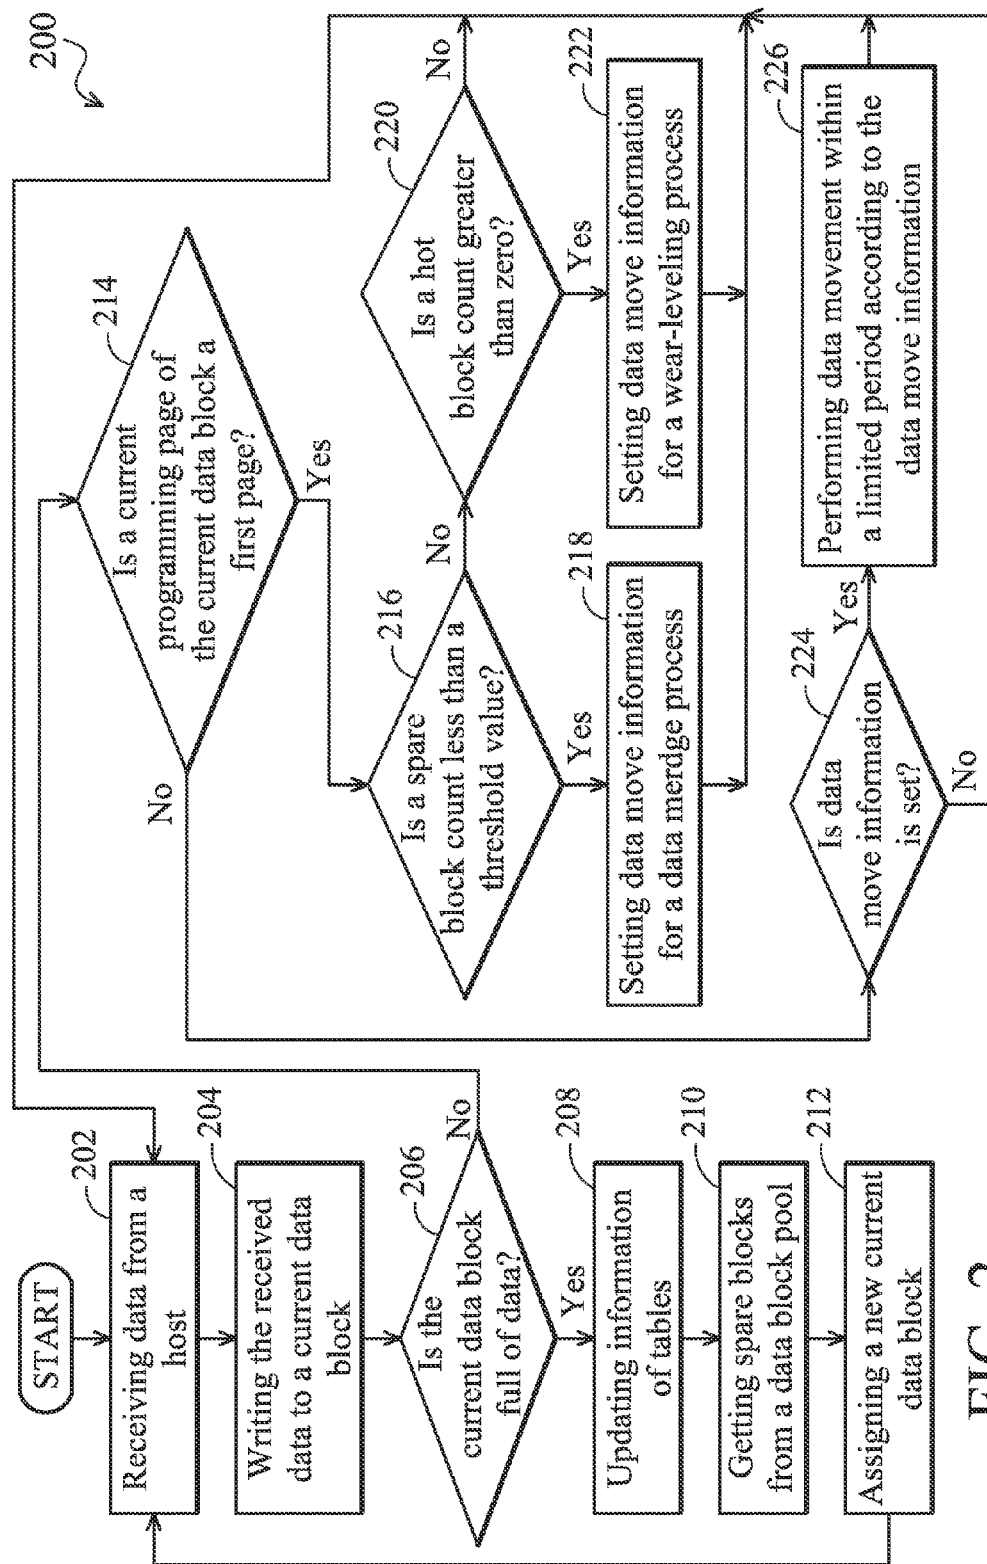 200
START
202
Receiving data from a
host
204
Writing the received
data to a current data
block
206
Is the
current data block
full of data?
No
Yes
208
Updating information
of tables
210
Getting spare blocks
from a data block pool
212
Assigning a new current
data block
214
Is a current
programming page of
the current data block a
first page?
No
Yes
216
Is a spare
block count less than a
threshold value?
No
Yes
218
Setting data move information
for a data merdge process
220
Is a hot
block count greater
than zero?
No
Yes
222
Setting data move information
for a wear-leveling process
224
Is data
move information
is set?
Yes
No
226
Performing data movement within
a limited period according to the
data move information